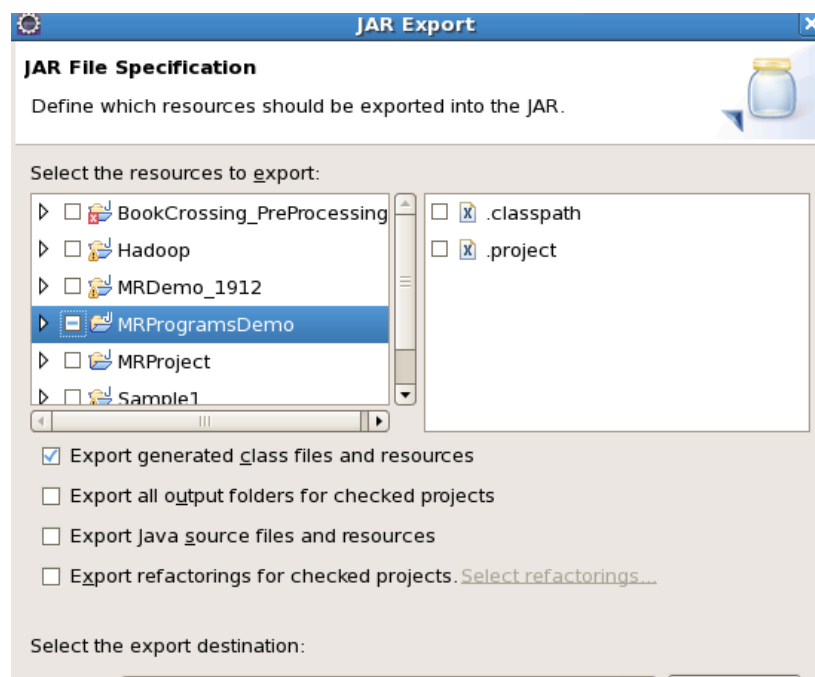 JAR Export
JAR File Specification
Define which resources should be exported into the JAR.
Select the resources to export:
BookCrossing_PreProcessing
Hadoop
MRDemo_1912
MRProgramsDemo
MRProject
Sample1
.classpath
.project
Export generated class files and resources
Export all output folders for checked projects
Export Java source files and resources
Export refactorings for checked projects. Select refactorings...
Select the export destination: